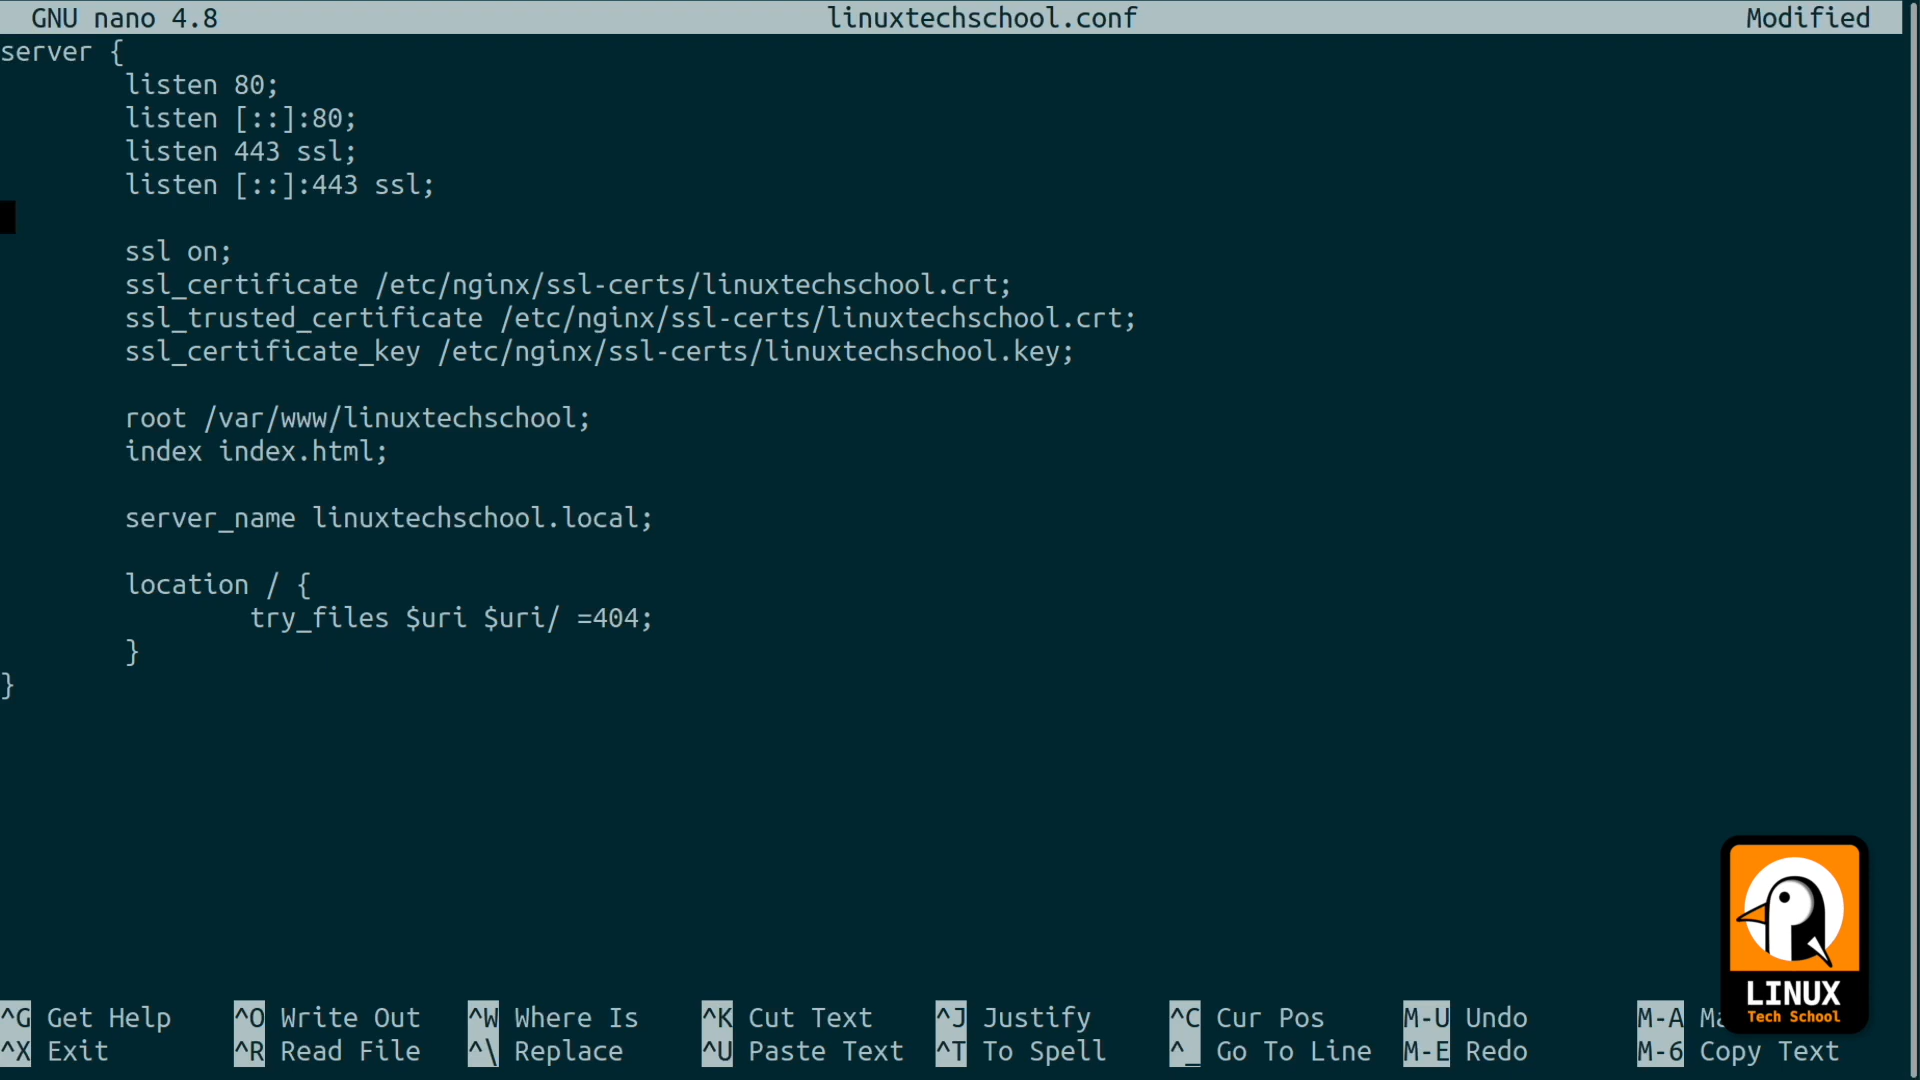 GNU nano 4.8 linuxtechschool.conf Modified
server {
listen 80;
listen [::]:80;
listen 443 ssl;
listen [::]:443 ssl;
ssl on;
ssl_certificate /etc/nginx/ssl-certs/linuxtechschool.crt;
ssl_trusted_certificate /etc/nginx/ssl-certs/linuxtechschool.crt;
ssl_certificate_key /etc/nginx/ssl-certs/linuxtechschool.key;
root /var/www/linuxtechschool;
index index.html;
server_name linuxtechschool.local;
location / {
try_files $uri $uri/ =404;
}
}
LINUX
Tech School
^G Get Help ^O Write Out ^W Where Is ^K Cut Text ^J Justify ^C Cur Pos M-U Undo M-A
^X Exit ^R Read File ^\ Replace ^U Paste Text ^T To Spell ^_ Go To Line M-E Redo M-6 Copy Text